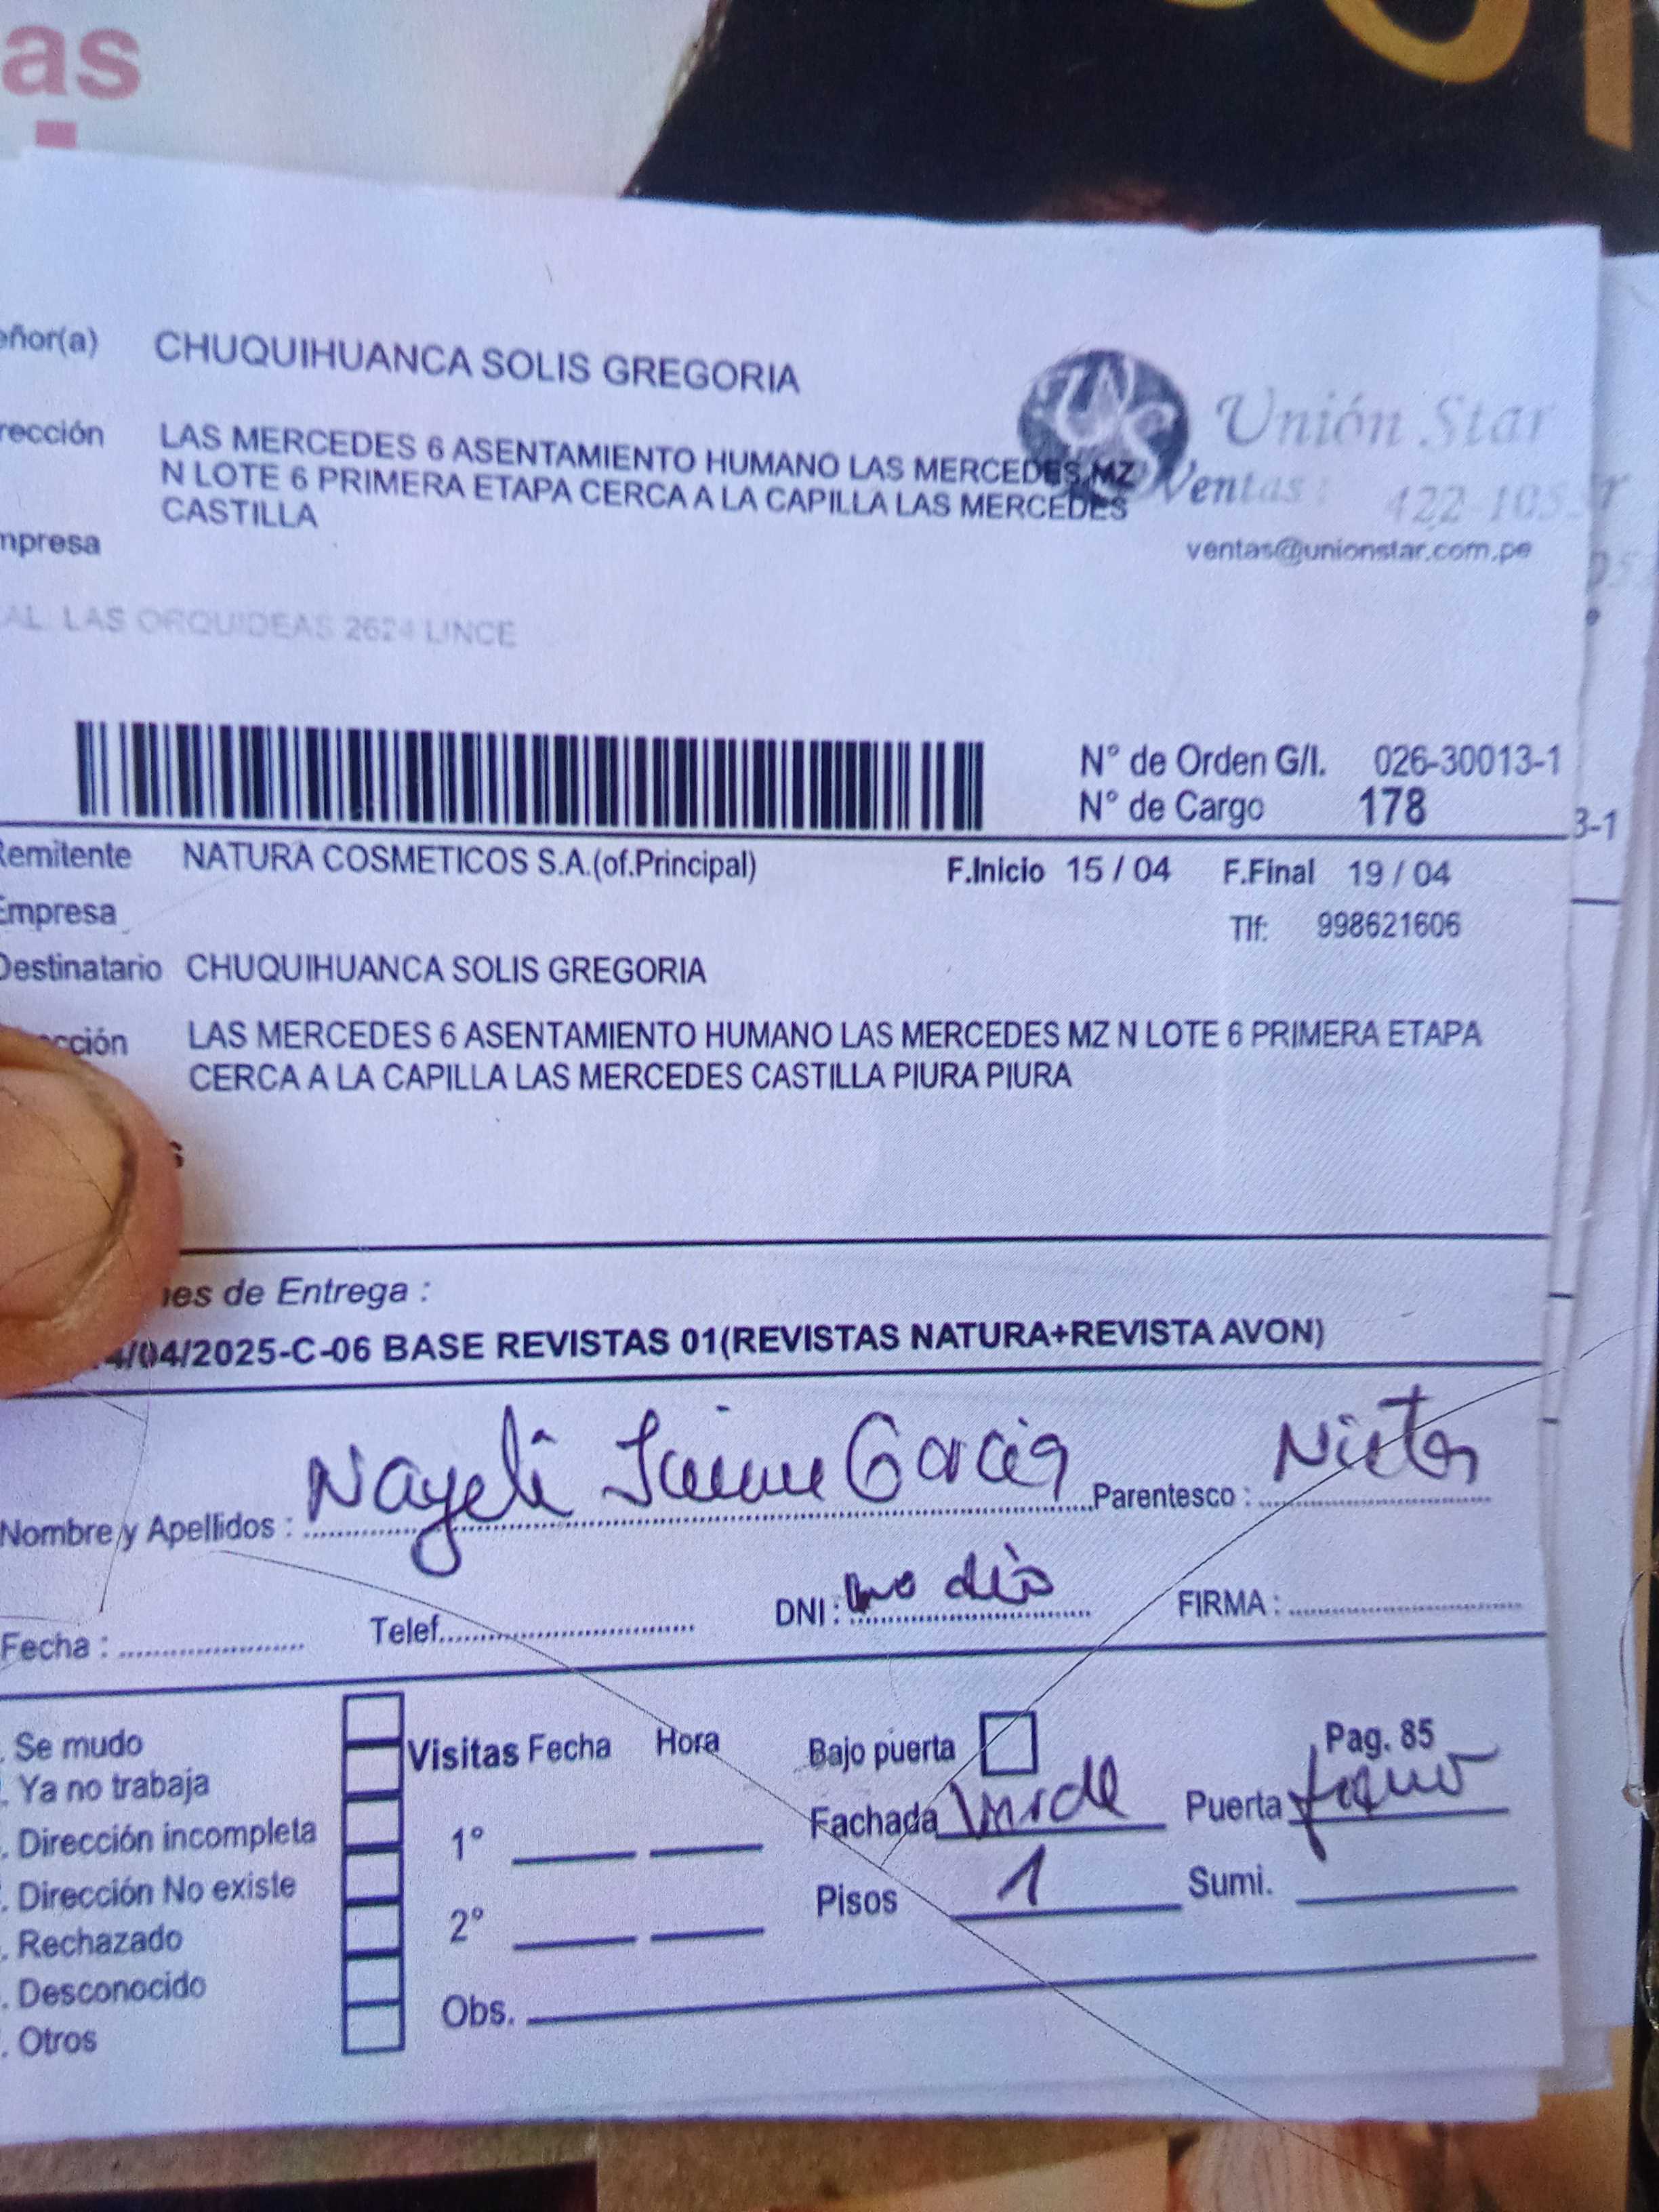 as
eñor(a) CHUQUIHUANCA SOLIS GREGORIA
rección LAS MERCEDES 6 ASENTAMIENTO HUMANO LAS MERCEDES MZ
N LOTE 6 PRIMERA ETAPA CERCA A LA CAPILLA LAS MERCEDES
CASTILLA
mpresa
Unión Star
Ventas: 422-105
ventas@unionstar.com.pe
AL. LAS ORQUIDEAS 2624 LINCE
N° de Orden G/I. 026-30013-1
N° de Cargo 178
3-1
Remitente NATURA COSMETICOS S.A.(of.Principal) F.Inicio 15 / 04 F.Final 19 / 04
Empresa Tlf: 998621606
Destinatario CHUQUIHUANCA SOLIS GREGORIA
cción LAS MERCEDES 6 ASENTAMIENTO HUMANO LAS MERCEDES MZ N LOTE 6 PRIMERA ETAPA
CERCA A LA CAPILLA LAS MERCEDES CASTILLA PIURA PIURA
s
nes de Entrega :
4/04/2025-C-06 BASE REVISTAS 01(REVISTAS NATURA+REVISTA AVON)
Nombre y Apellidos : Nayeli Garcia Parentesco : Nieta
Fecha : Telef. DNI : no dio FIRMA :
. Se mudo
. Ya no trabaja
. Dirección incompleta
. Dirección No existe
. Rechazado
. Desconocido
. Otros
Visitas Fecha Hora
1°
2°
Obs.
Bajo puerta Pag. 85
Fachada Verde Puerta
Pisos 1 Sumi.